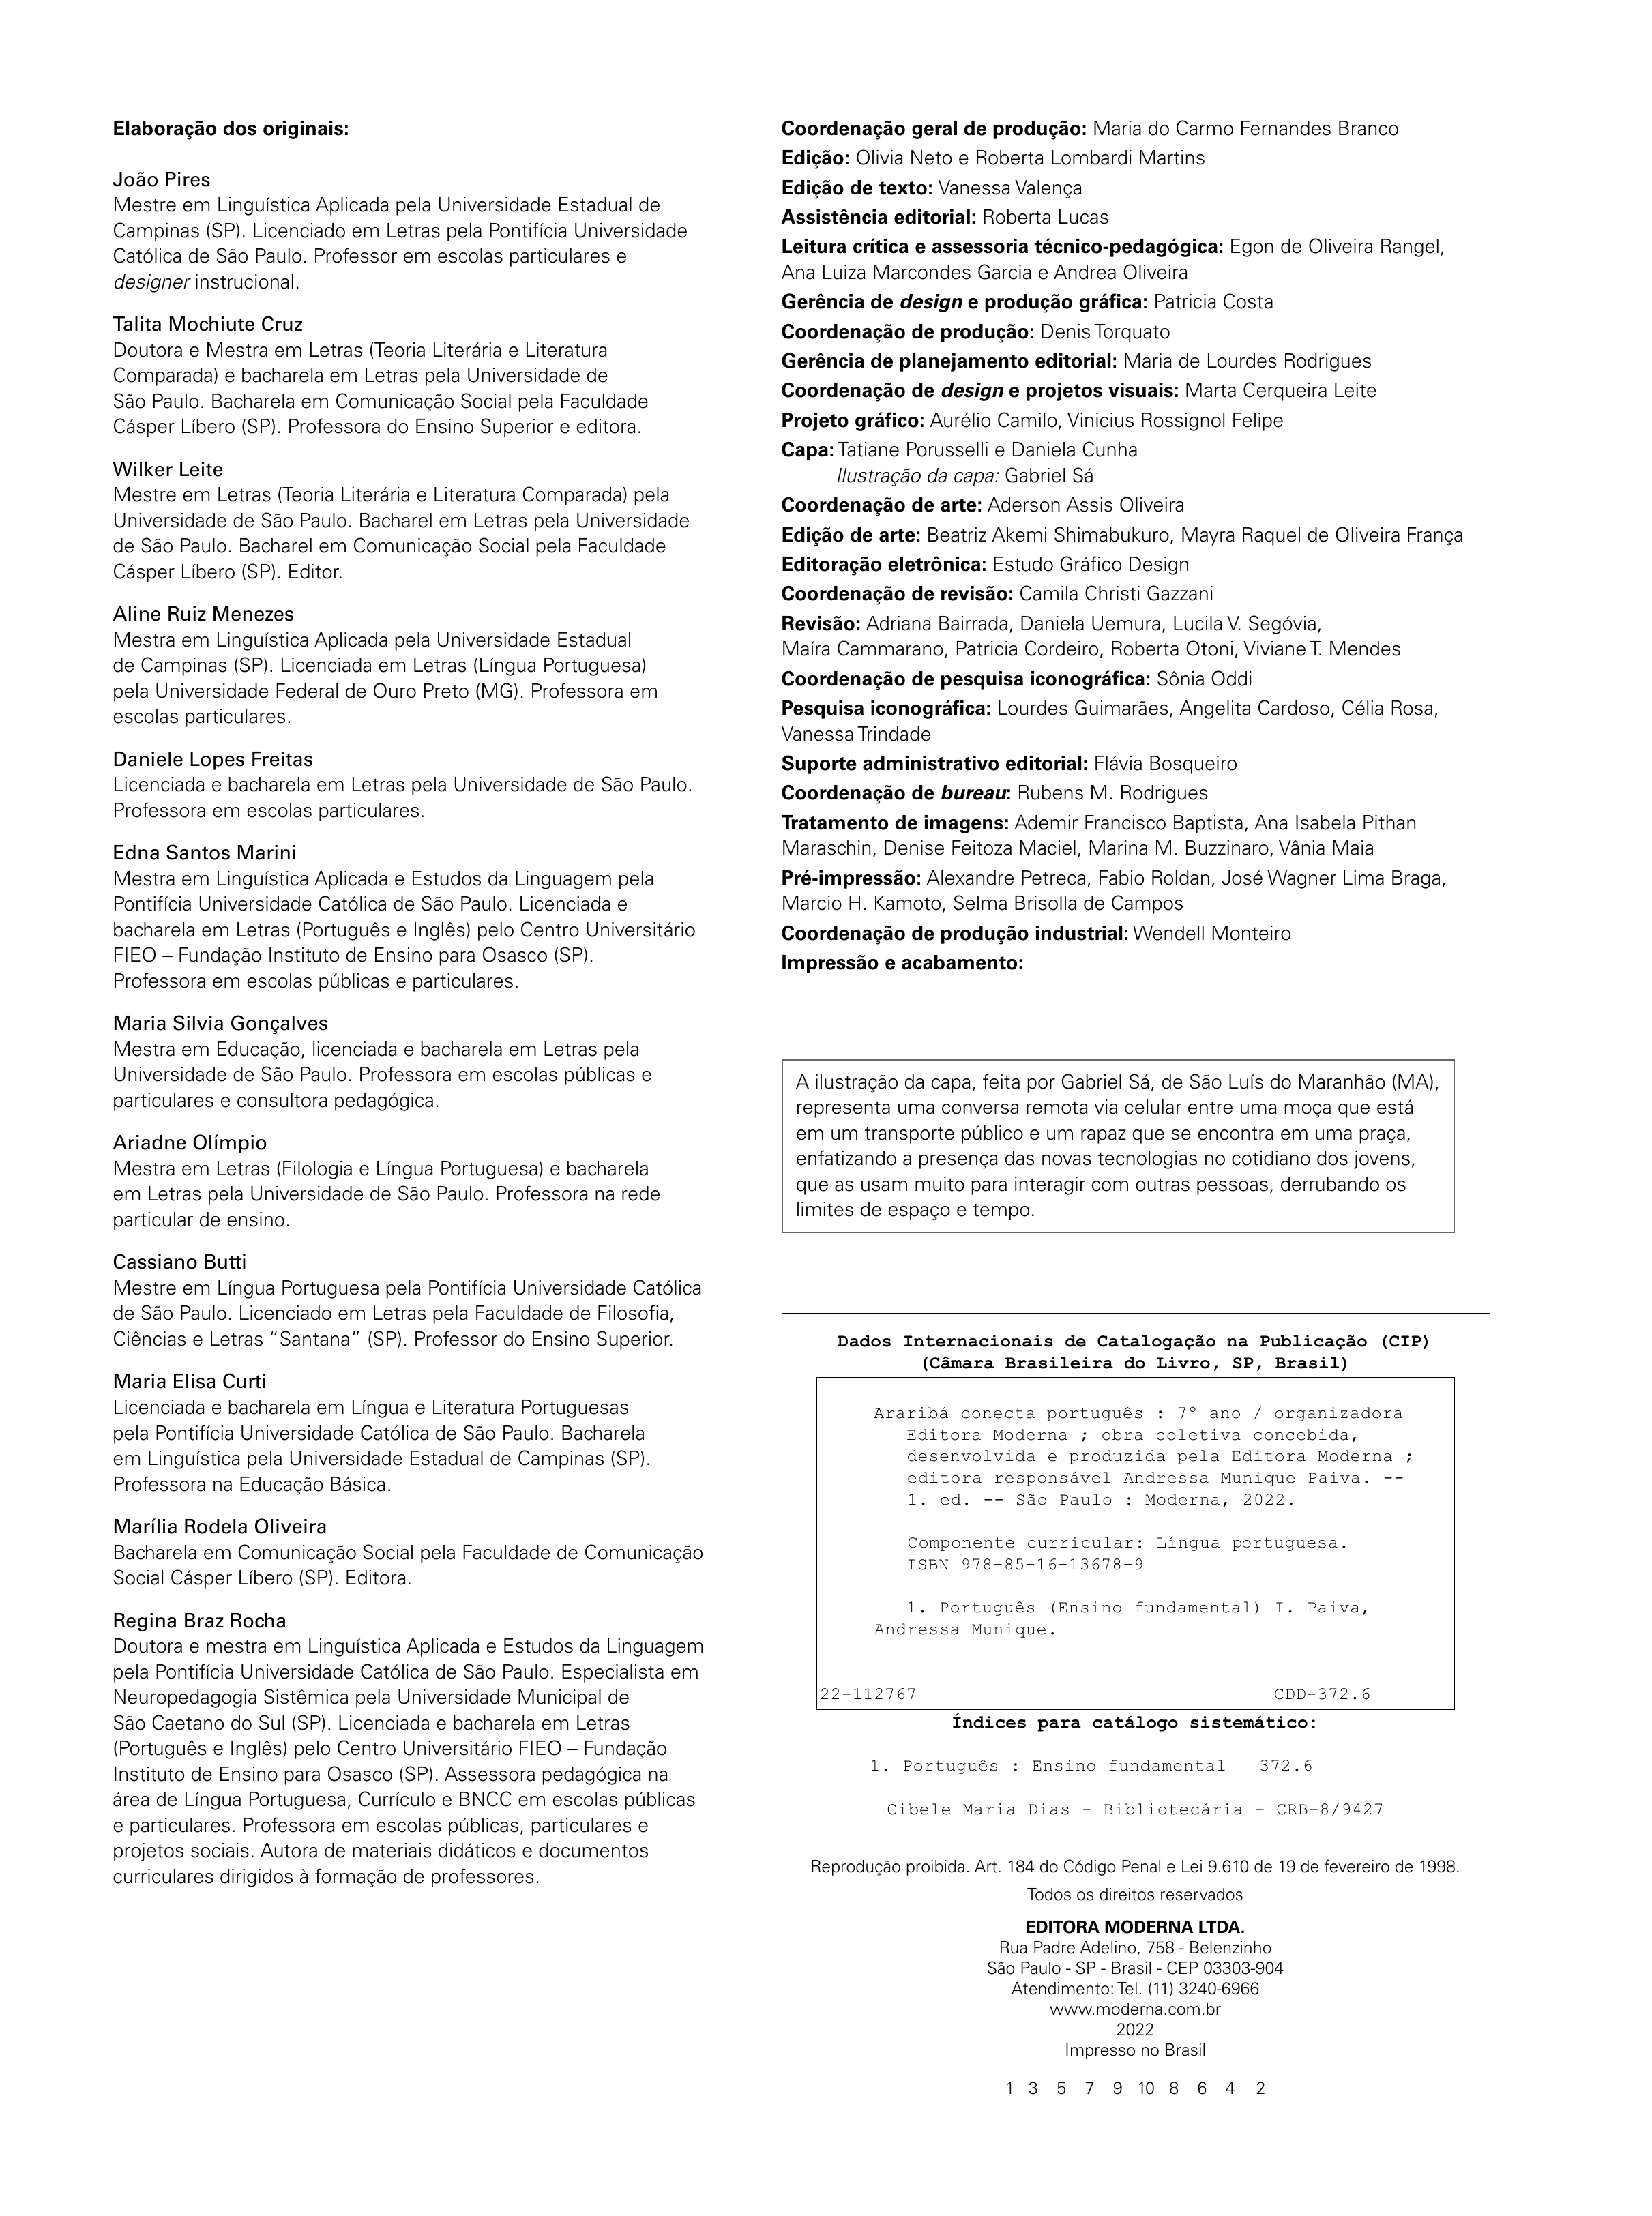 Elaboração dos originais:
João Pires
Mestre em Linguística Aplicada pela Universidade Estadual de
Campinas (SP). Licenciado em Letras pela Pontifícia Universidade
Católica de São Paulo. Professor em escolas particulares e
designer instrucional.
Talita Mochiute Cruz
Doutora e Mestra em Letras (Teoria Literária e Literatura
Comparada) e bacharela em Letras pela Universidade de
São Paulo. Bacharela em Comunicação Social pela Faculdade
Cásper Líbero (SP). Professora do Ensino Superior e editora.
Wilker Leite
Mestre em Letras (Teoria Literária e Literatura Comparada) pela
Universidade de São Paulo. Bacharel em Letras pela Universidade
de São Paulo. Bacharel em Comunicação Social pela Faculdade
Cásper Líbero (SP). Editor.
Aline Ruiz Menezes
Mestra em Linguística Aplicada pela Universidade Estadual
de Campinas (SP). Licenciada em Letras (Língua Portuguesa)
pela Universidade Federal de Ouro Preto (MG). Professora em
escolas particulares.
Daniele Lopes Freitas
Licenciada e bacharela em Letras pela Universidade de São Paulo.
Professora em escolas particulares.
Edna Santos Marini
Mestra em Linguística Aplicada e Estudos da Linguagem pela
Pontifícia Universidade Católica de São Paulo. Licenciada e
bacharela em Letras (Português e Inglês) pelo Centro Universitário
FIEO – Fundação Instituto de Ensino para Osasco (SP).
Professora em escolas públicas e particulares.
Maria Silvia Gonçalves
Mestra em Educação, licenciada e bacharela em Letras pela
Universidade de São Paulo. Professora em escolas públicas e
particulares e consultora pedagógica.
Ariadne Olímpio
Mestra em Letras (Filologia e Língua Portuguesa) e bacharela
em Letras pela Universidade de São Paulo. Professora na rede
particular de ensino.
Cassiano Butti
Mestre em Língua Portuguesa pela Pontifícia Universidade Católica
de São Paulo. Licenciado em Letras pela Faculdade de Filosofia,
Ciências e Letras “Santana” (SP). Professor do Ensino Superior.
Maria Elisa Curti
Licenciada e bacharela em Língua e Literatura Portuguesas
pela Pontifícia Universidade Católica de São Paulo. Bacharela
em Linguística pela Universidade Estadual de Campinas (SP).
Professora na Educação Básica.
Marília Rodela Oliveira
Bacharela em Comunicação Social pela Faculdade de Comunicação
Social Cásper Líbero (SP). Editora.
Regina Braz Rocha
Doutora e mestra em Linguística Aplicada e Estudos da Linguagem
pela Pontifícia Universidade Católica de São Paulo. Especialista em
Neuropedagogia Sistêmica pela Universidade Municipal de
São Caetano do Sul (SP). Licenciada e bacharela em Letras
(Português e Inglês) pelo Centro Universitário FIEO – Fundação
Instituto de Ensino para Osasco (SP). Assessora pedagógica na
área de Língua Portuguesa, Currículo e BNCC em escolas públicas
e particulares. Professora em escolas públicas, particulares e
projetos sociais. Autora de materiais didáticos e documentos
curriculares dirigidos à formação de professores.
Coordenação geral de produção: Maria do Carmo Fernandes Branco
Edição: Olivia Neto e Roberta Lombardi Martins
Edição de texto: Vanessa Valença
Assistência editorial: Roberta Lucas
Leitura crítica e assessoria técnico-pedagógica: Egon de Oliveira Rangel,
Ana Luiza Marcondes Garcia e Andrea Oliveira
Gerência de design e produção gráfica: Patricia Costa
Coordenação de produção: Denis Torquato
Gerência de planejamento editorial: Maria de Lourdes Rodrigues
Coordenação de design e projetos visuais: Marta Cerqueira Leite
Projeto gráfico: Aurélio Camilo, Vinicius Rossignol Felipe
Capa: Tatiane Porusselli e Daniela Cunha
Ilustração da capa: Gabriel Sá
Coordenação de arte: Aderson Assis Oliveira
Edição de arte: Beatriz Akemi Shimabukuro, Mayra Raquel de Oliveira França
Editoração eletrônica: Estudo Gráfico Design
Coordenação de revisão: Camila Christi Gazzani
Revisão: Adriana Bairrada, Daniela Uemura, Lucila V. Segóvia,
Maíra Cammarano, Patricia Cordeiro, Roberta Otoni, Viviane T. Mendes
Coordenação de pesquisa iconográfica: Sônia Oddi
Pesquisa iconográfica: Lourdes Guimarães, Angelita Cardoso, Célia Rosa,
Vanessa Trindade
Suporte administrativo editorial: Flávia Bosqueiro
Coordenação de bureau: Rubens M. Rodrigues
Tratamento de imagens: Ademir Francisco Baptista, Ana Isabela Pithan
Maraschin, Denise Feitoza Maciel, Marina M. Buzzinaro, Vânia Maia
Pré-impressão: Alexandre Petreca, Fabio Roldan, José Wagner Lima Braga,
Marcio H. Kamoto, Selma Brisolla de Campos
Coordenação de produção industrial: Wendell Monteiro
Impressão e acabamento:
A ilustração da capa, feita por Gabriel Sá, de São Luís do Maranhão (MA),
representa uma conversa remota via celular entre uma moça que está
em um transporte público e um rapaz que se encontra em uma praça,
enfatizando a presença das novas tecnologias no cotidiano dos jovens,
que as usam muito para interagir com outras pessoas, derrubando os
limites de espaço e tempo.
Dados Internacionais de Catalogação na Publicação (CIP)
(Câmara Brasileira do Livro, SP, Brasil)
Araribá conecta português : 7º ano / organizadora
Editora Moderna ; obra coletiva concebida,
desenvolvida e produzida pela Editora Moderna ;
editora responsável Andressa Munique Paiva. --
1. ed. -- São Paulo : Moderna, 2022.
Componente curricular: Língua portuguesa.
ISBN 978-85-16-13678-9
1. Português (Ensino fundamental) I. Paiva,
Andressa Munique.
22-112767 CDD-372.6
Índices para catálogo sistemático:
1. Português : Ensino fundamental 372.6
Cibele Maria Dias - Bibliotecária - CRB-8/9427
Reprodução proibida. Art. 184 do Código Penal e Lei 9.610 de 19 de fevereiro de 1998.
Todos os direitos reservados
EDITORA MODERNA LTDA.
Rua Padre Adelino, 758 - Belenzinho
São Paulo - SP - Brasil - CEP 03303-904
Atendimento: Tel. (11) 3240-6966
www.moderna.com.br
2022
Impresso no Brasil
1 3 5 7 9 10 8 6 4 2